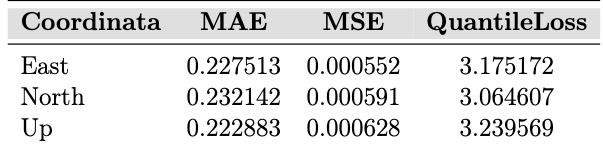 Coordinata MAE MSE QuantileLoss
East 0.227513 0.000552 3.175172
North 0.232142 0.000591 3.064607
Up 0.222883 0.000628 3.239569